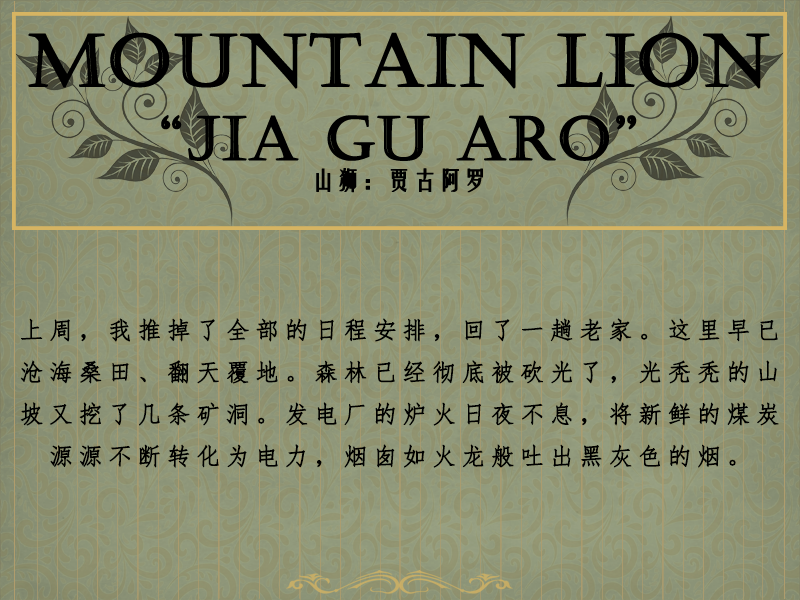 MOUNTAIN LION
“JIA GU ARO”
山狮：贾古阿罗
上周，我推掉了全部的日程安排，回了一趟老家。这里早已
沧海桑田、翻天覆地。森林已经彻底被砍光了，光秃秃的山
坡又挖了几条矿洞。发电厂的炉火日夜不息，将新鲜的煤炭
源源不断转化为电力，烟囱如火龙般吐出黑灰色的烟。